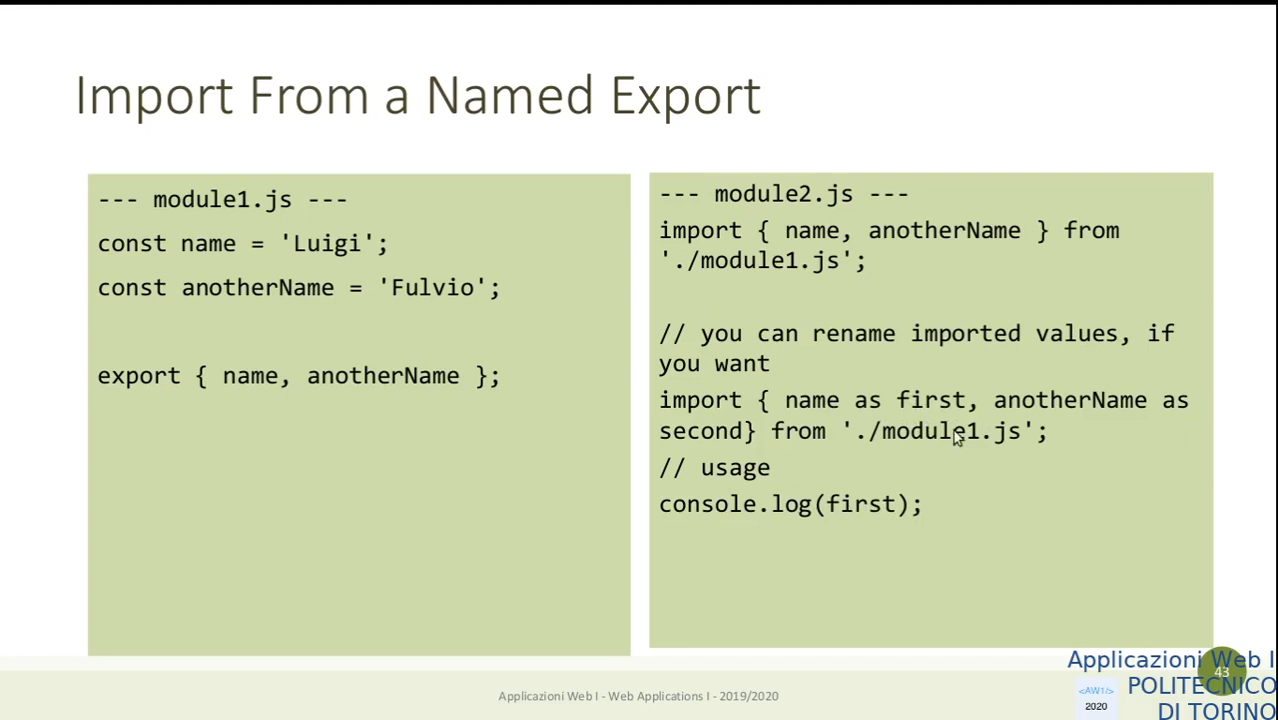 Import From a Named Export
--- module1.js ---
const name = 'Luigi';
const anotherName = 'Fulvio';
export { name, anotherName };
--- module2.js ---
import { name, anotherName } from
'./module1.js';
// you can rename imported values, if
you want
import { name as first, anotherName as
second} from './module1.js';
// usage
console.log(first);
Applicazioni Web I - Web Applications I - 2019/2020
43
Applicazioni Web I
POLITECNICO
DI TORINO
<AW1/>
2020